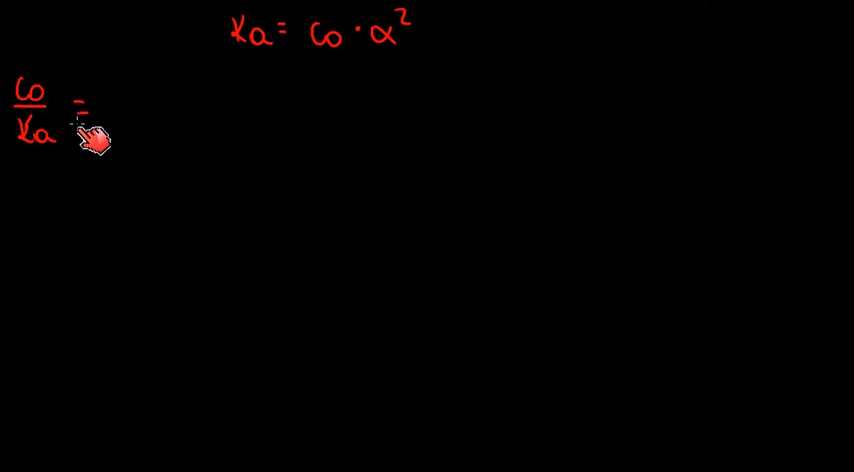 Ka = Co · α²
Co/Ka =